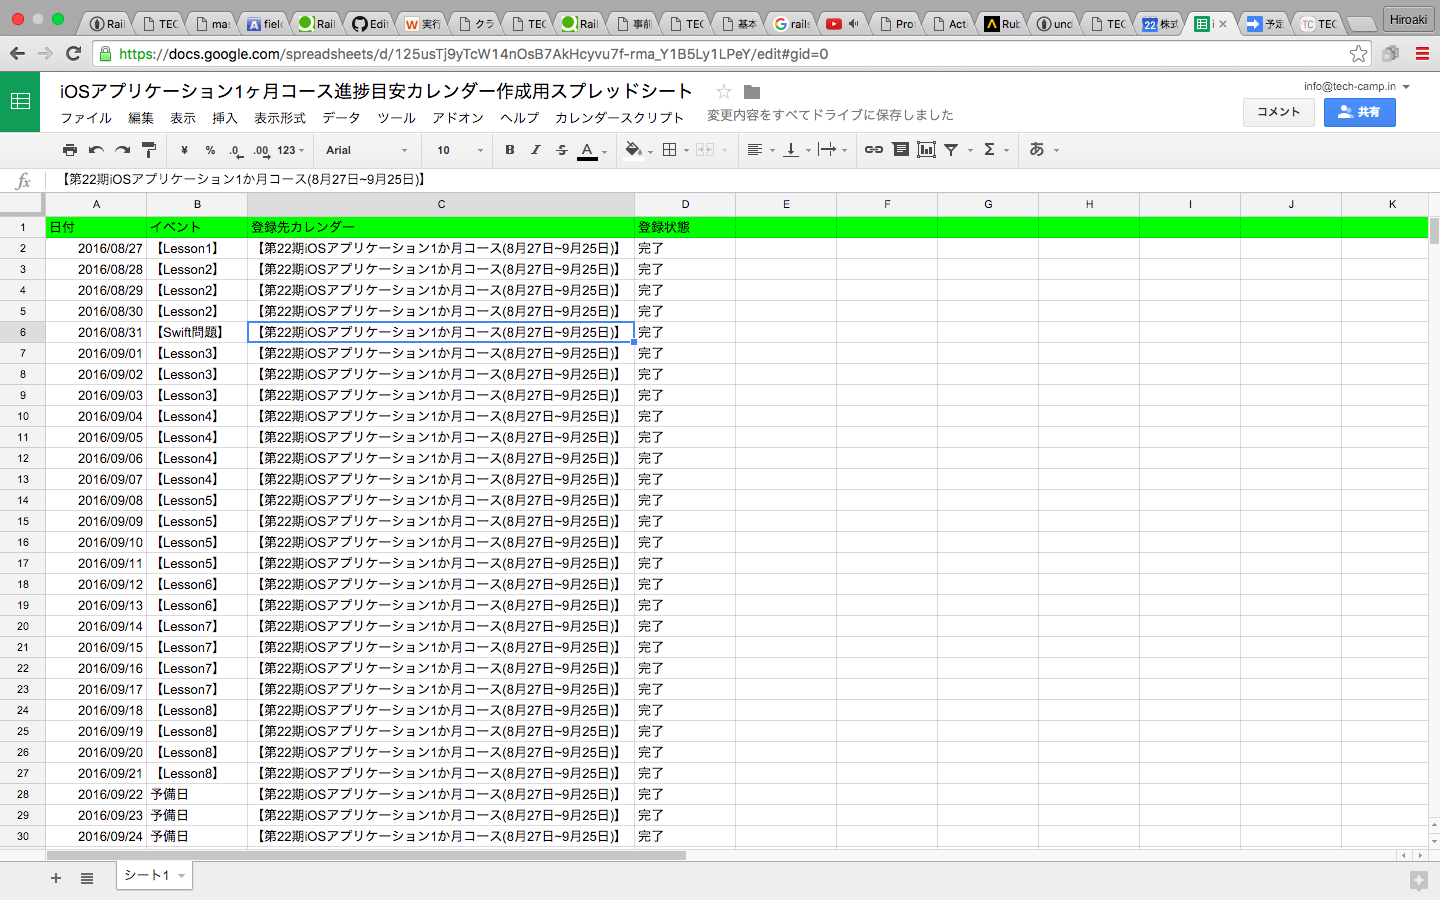 Rail TEC mas field Rail Edit 実行 クラ TEC Rail 事前 TEC 基本 rails Pro Act Rub und TEC 22 株式 i 予定 TC TEC Hiroaki
https://docs.google.com/spreadsheets/d/125usTj9yTcW14nOsB7AkHcyvu7f-rma_Y1B5Ly1LPeY/edit#gid=0
iOSアプリケーション1ヶ月コース進捗目安カレンダー作成用スプレッドシート info@tech-camp.in
ファイル 編集 表示 挿入 表示形式 データ ツール アドオン ヘルプ カレンダースクリプト 変更内容をすべてドライブに保存しました コメント 共有
¥ % .0 .00 123 Arial 10 B I S A Σ あ
fx 【第22期iOSアプリケーション1か月コース(8月27日~9月25日)】
A B C D E F G H I J K
1 日付 イベント 登録先カレンダー 登録状態
2 2016/08/27 【Lesson1】 【第22期iOSアプリケーション1か月コース(8月27日~9月25日)】 完了
3 2016/08/28 【Lesson2】 【第22期iOSアプリケーション1か月コース(8月27日~9月25日)】 完了
4 2016/08/29 【Lesson2】 【第22期iOSアプリケーション1か月コース(8月27日~9月25日)】 完了
5 2016/08/30 【Lesson2】 【第22期iOSアプリケーション1か月コース(8月27日~9月25日)】 完了
6 2016/08/31 【Swift問題】 【第22期iOSアプリケーション1か月コース(8月27日~9月25日)】 完了
7 2016/09/01 【Lesson3】 【第22期iOSアプリケーション1か月コース(8月27日~9月25日)】 完了
8 2016/09/02 【Lesson3】 【第22期iOSアプリケーション1か月コース(8月27日~9月25日)】 完了
9 2016/09/03 【Lesson3】 【第22期iOSアプリケーション1か月コース(8月27日~9月25日)】 完了
10 2016/09/04 【Lesson4】 【第22期iOSアプリケーション1か月コース(8月27日~9月25日)】 完了
11 2016/09/05 【Lesson4】 【第22期iOSアプリケーション1か月コース(8月27日~9月25日)】 完了
12 2016/09/06 【Lesson4】 【第22期iOSアプリケーション1か月コース(8月27日~9月25日)】 完了
13 2016/09/07 【Lesson4】 【第22期iOSアプリケーション1か月コース(8月27日~9月25日)】 完了
14 2016/09/08 【Lesson5】 【第22期iOSアプリケーション1か月コース(8月27日~9月25日)】 完了
15 2016/09/09 【Lesson5】 【第22期iOSアプリケーション1か月コース(8月27日~9月25日)】 完了
16 2016/09/10 【Lesson5】 【第22期iOSアプリケーション1か月コース(8月27日~9月25日)】 完了
17 2016/09/11 【Lesson5】 【第22期iOSアプリケーション1か月コース(8月27日~9月25日)】 完了
18 2016/09/12 【Lesson6】 【第22期iOSアプリケーション1か月コース(8月27日~9月25日)】 完了
19 2016/09/13 【Lesson6】 【第22期iOSアプリケーション1か月コース(8月27日~9月25日)】 完了
20 2016/09/14 【Lesson7】 【第22期iOSアプリケーション1か月コース(8月27日~9月25日)】 完了
21 2016/09/15 【Lesson7】 【第22期iOSアプリケーション1か月コース(8月27日~9月25日)】 完了
22 2016/09/16 【Lesson7】 【第22期iOSアプリケーション1か月コース(8月27日~9月25日)】 完了
23 2016/09/17 【Lesson7】 【第22期iOSアプリケーション1か月コース(8月27日~9月25日)】 完了
24 2016/09/18 【Lesson8】 【第22期iOSアプリケーション1か月コース(8月27日~9月25日)】 完了
25 2016/09/19 【Lesson8】 【第22期iOSアプリケーション1か月コース(8月27日~9月25日)】 完了
26 2016/09/20 【Lesson8】 【第22期iOSアプリケーション1か月コース(8月27日~9月25日)】 完了
27 2016/09/21 【Lesson8】 【第22期iOSアプリケーション1か月コース(8月27日~9月25日)】 完了
28 2016/09/22 予備日 【第22期iOSアプリケーション1か月コース(8月27日~9月25日)】 完了
29 2016/09/23 予備日 【第22期iOSアプリケーション1か月コース(8月27日~9月25日)】 完了
30 2016/09/24 予備日 【第22期iOSアプリケーション1か月コース(8月27日~9月25日)】 完了
シート1